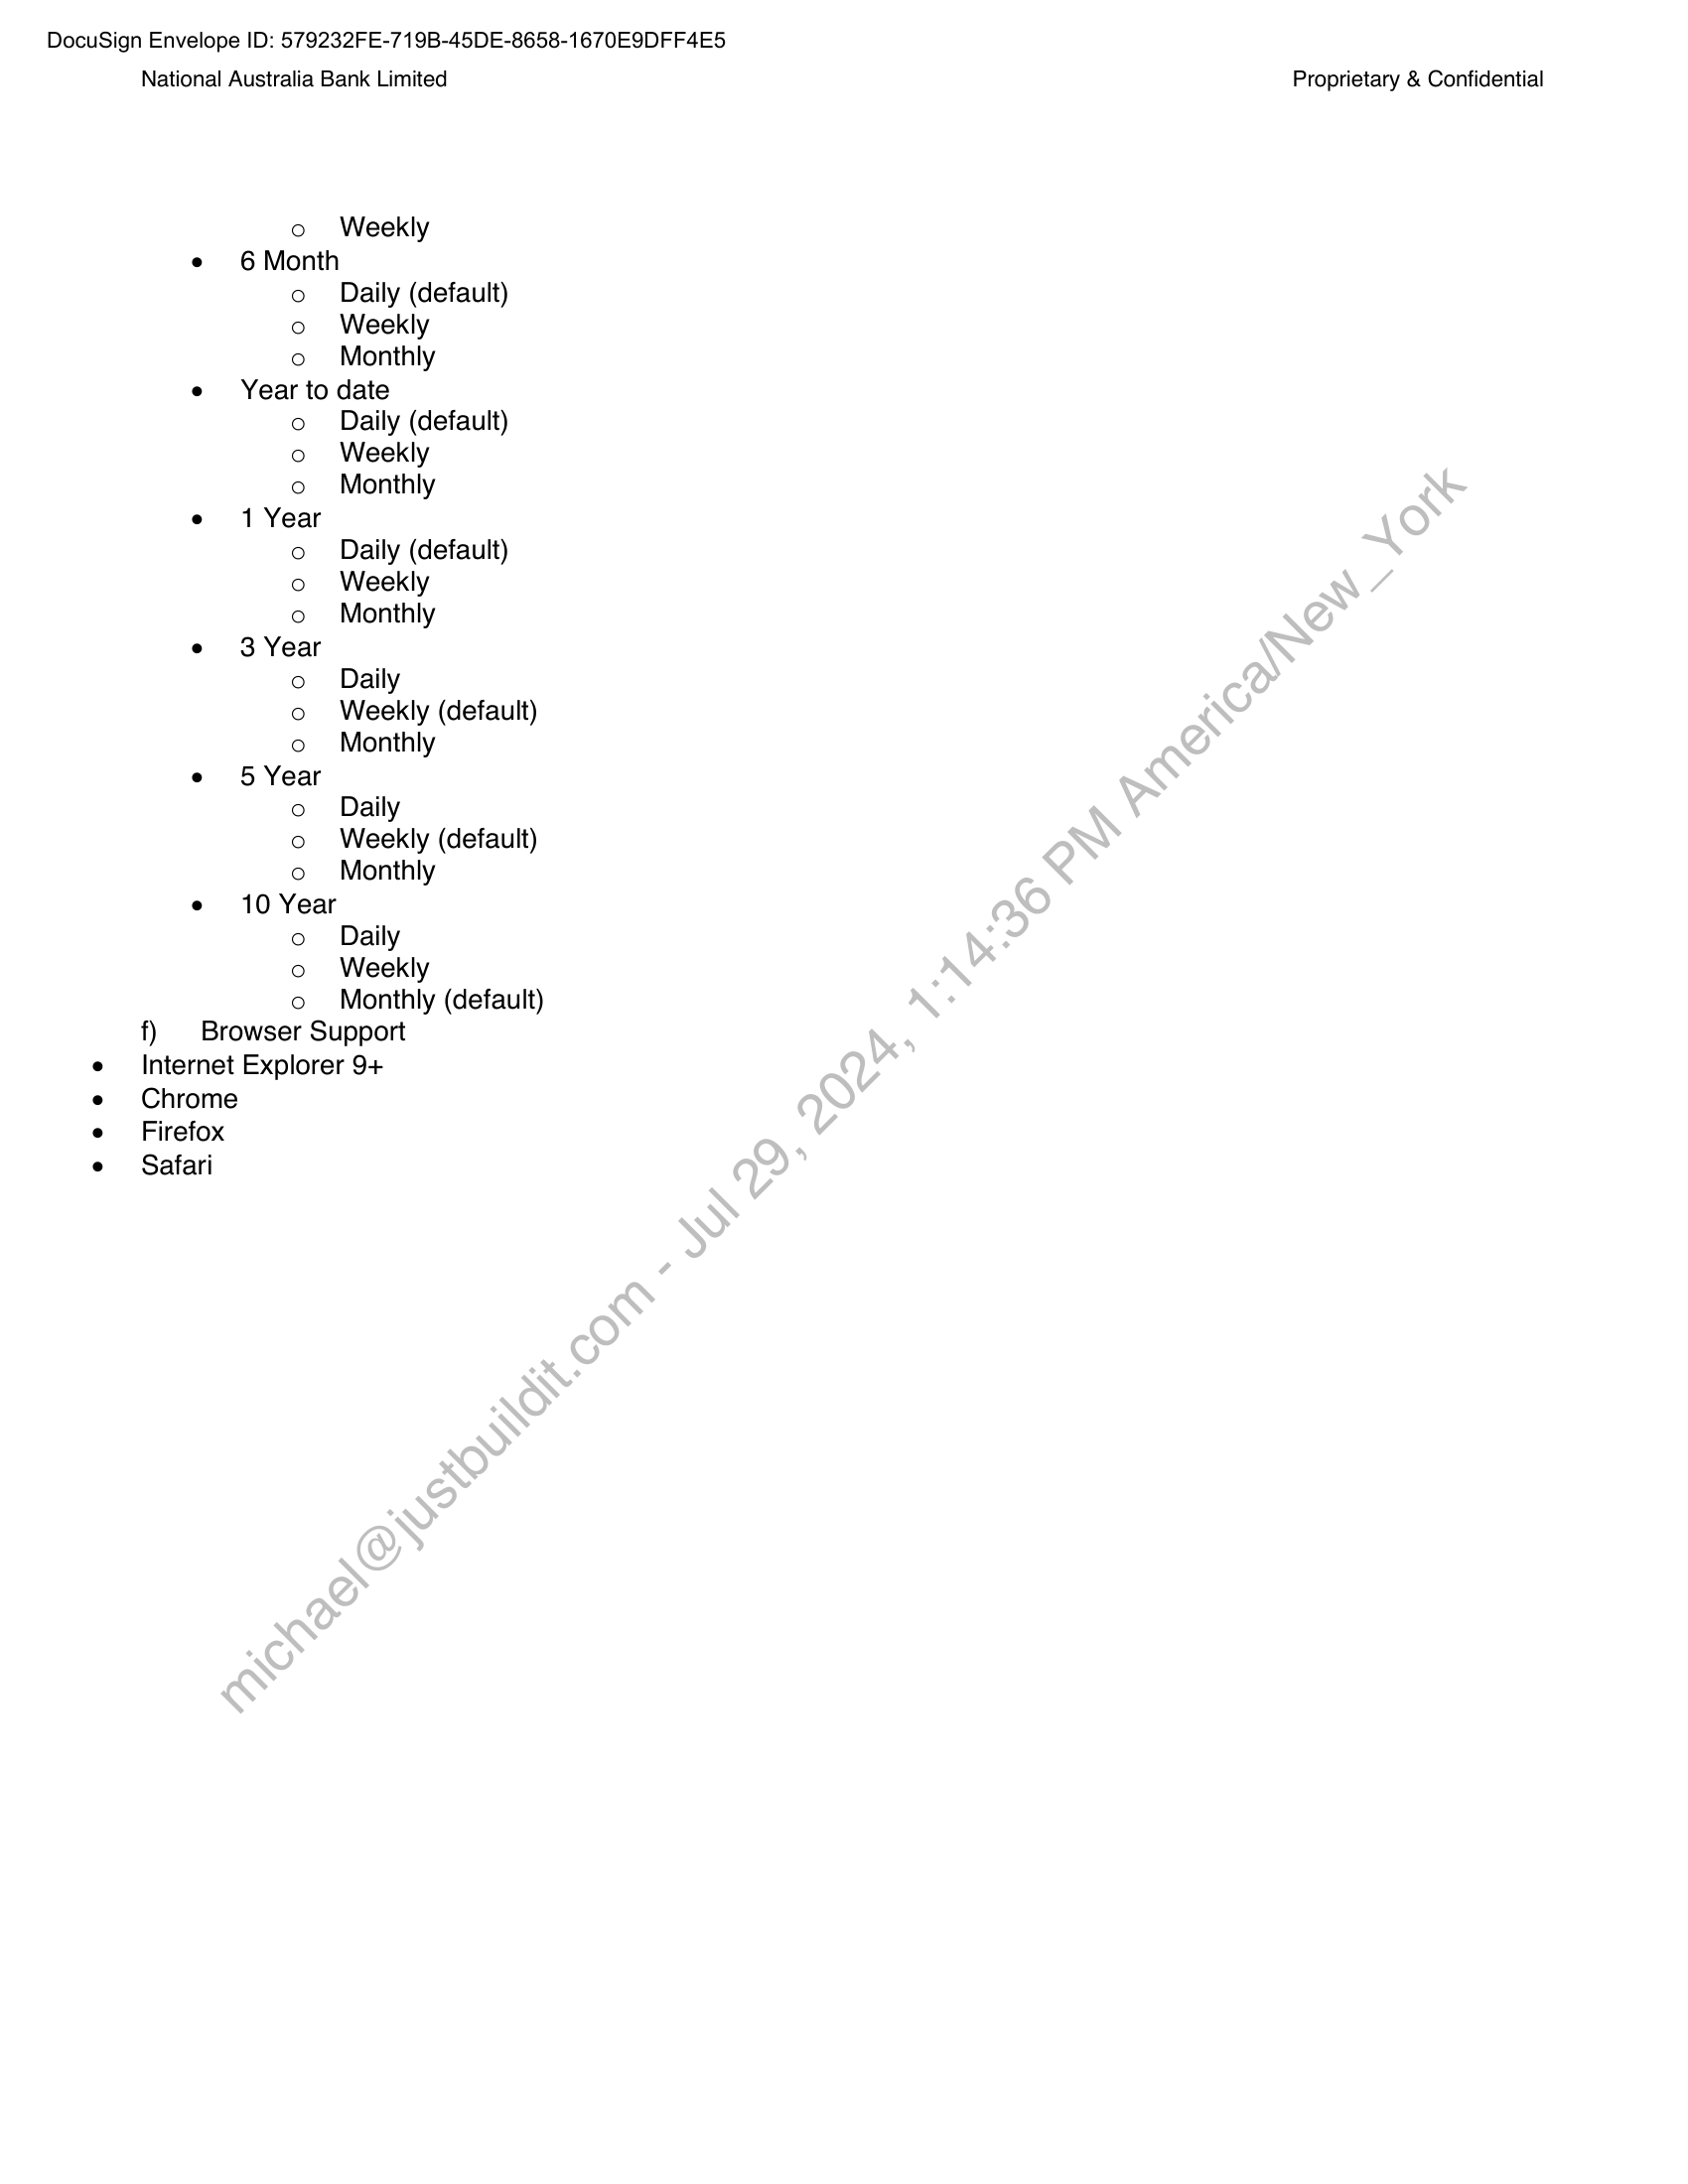 DocuSign Envelope ID: 579232FE-719B-45DE-8658-1670E9DFF4E5
National Australia Bank Limited Proprietary & Confidential
o Weekly
• 6 Month
o Daily (default)
o Weekly
o Monthly
• Year to date
o Daily (default)
o Weekly
o Monthly
• 1 Year
o Daily (default)
o Weekly
o Monthly
• 3 Year
o Daily
o Weekly (default)
o Monthly
• 5 Year
o Daily
o Weekly (default)
o Monthly
• 10 Year
o Daily
o Weekly
o Monthly (default)
f) Browser Support
• Internet Explorer 9+
• Chrome
• Firefox
• Safari
michael@justbuildit.com - Jul 29, 2024, 1:14:36 PM America/New_York